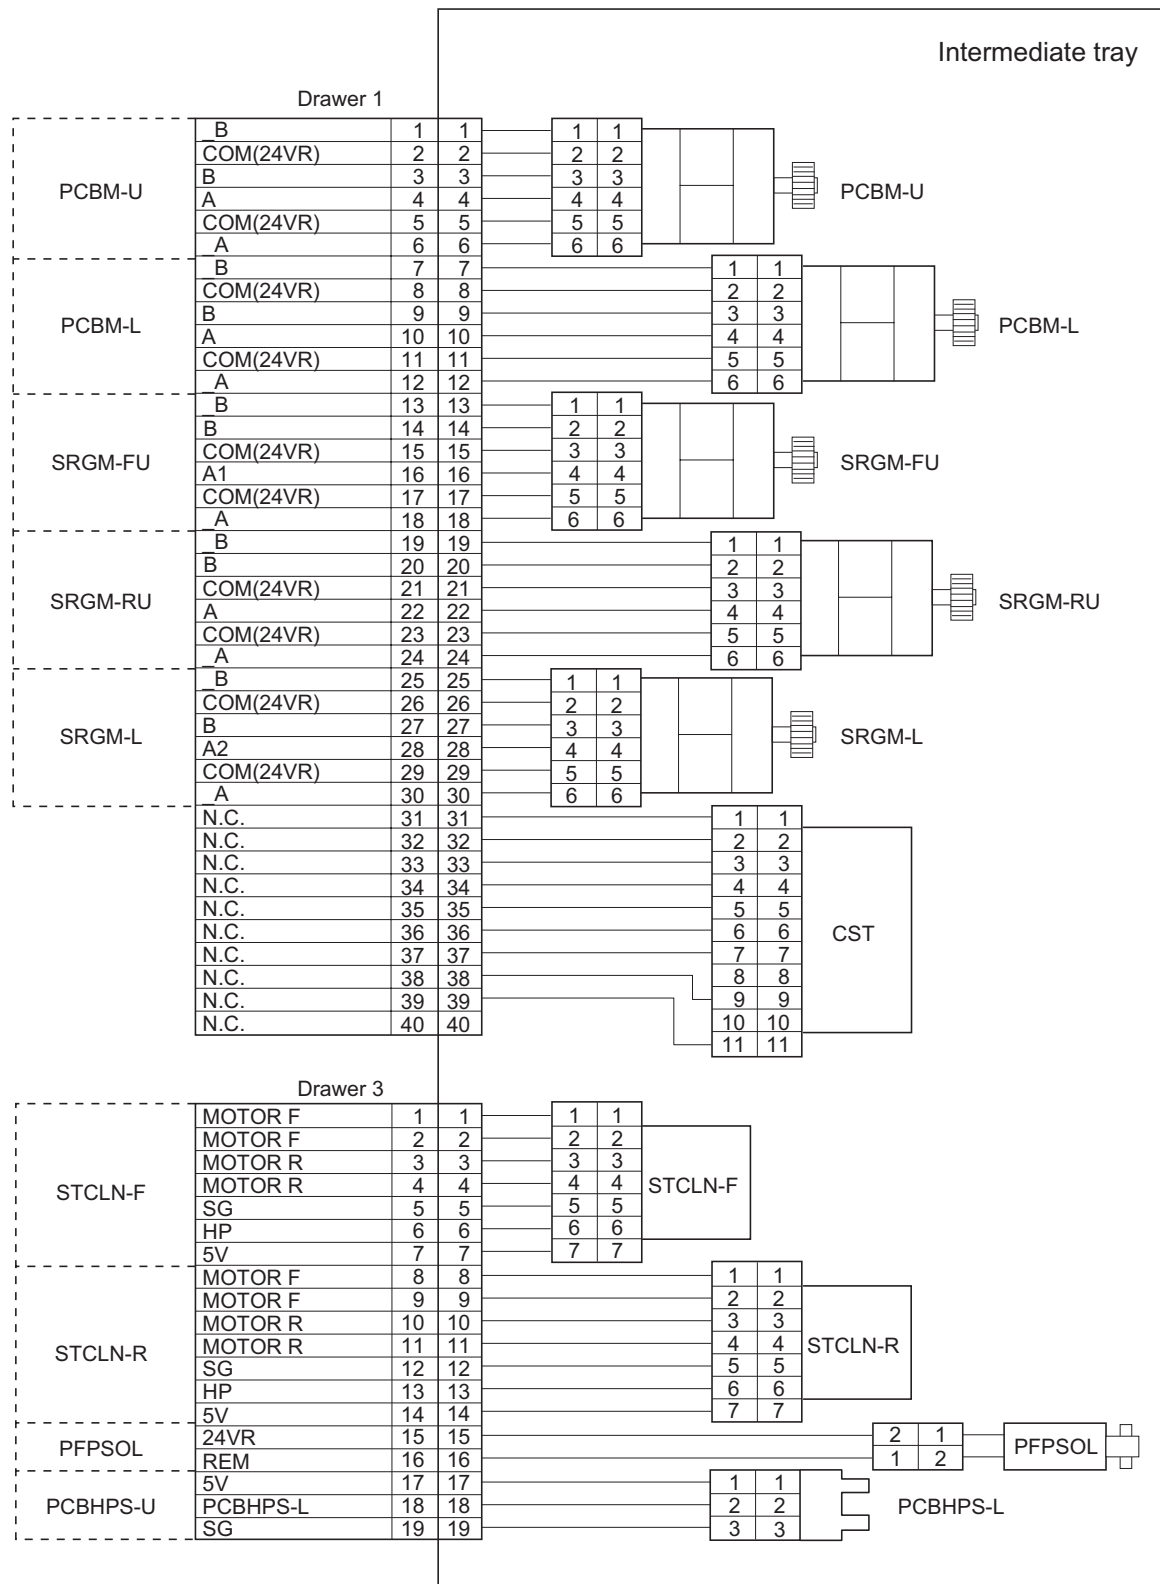 Intermediate tray
Drawer 1
_B 1 1 1 1
COM(24VR) 2 2 2 2
B 3 3 3 3
PCBM-U PCBM-U
A 4 4 4 4
COM(24VR) 5 5 5 5
_A 6 6 6 6
_B 7 7 1 1
COM(24VR) 8 8 2 2
B 9 9 3 3
PCBM-L PCBM-L
A 10 10 4 4
COM(24VR) 11 11 5 5
_A 12 12 6 6
_B 13 13 1 1
B 14 14 2 2
COM(24VR) 15 15 3 3
SRGM-FU SRGM-FU
A1 16 16 4 4
COM(24VR) 17 17 5 5
_A 18 18 6 6
_B 19 19 1 1
B 20 20 2 2
COM(24VR) 21 21 3 3
SRGM-RU SRGM-RU
A 22 22 4 4
COM(24VR) 23 23 5 5
_A 24 24 6 6
_B 25 25 1 1
COM(24VR) 26 26 2 2
B 27 27 3 3
SRGM-L SRGM-L
A2 28 28 4 4
COM(24VR) 29 29 5 5
_A 30 30 6 6
N.C. 31 31 1 1
N.C. 32 32 2 2
N.C. 33 33 3 3
N.C. 34 34 4 4
N.C. 35 35 5 5
N.C. 36 36 6 6 CST
N.C. 37 37 7 7
N.C. 38 38 8 8
N.C. 39 39 9 9
N.C. 40 40 10 10
11 11
Drawer 3
MOTOR F 1 1 1 1
MOTOR F 2 2 2 2
MOTOR R 3 3 3 3
STCLN-F MOTOR R 4 4 4 4 STCLN-F
SG 5 5 5 5
HP 6 6 6 6
5V 7 7 7 7
MOTOR F 8 8 1 1
MOTOR F 9 9 2 2
MOTOR R 10 10 3 3
STCLN-R MOTOR R 11 11 4 4 STCLN-R
SG 12 12 5 5
HP 13 13 6 6
5V 14 14 7 7
24VR 15 15 2 1
PFPSOL PFPSOL
REM 16 16 1 2
5V 17 17 1 1
PCBHPS-U PCBHPS-L 18 18 2 2 PCBHPS-L
SG 19 19 3 3